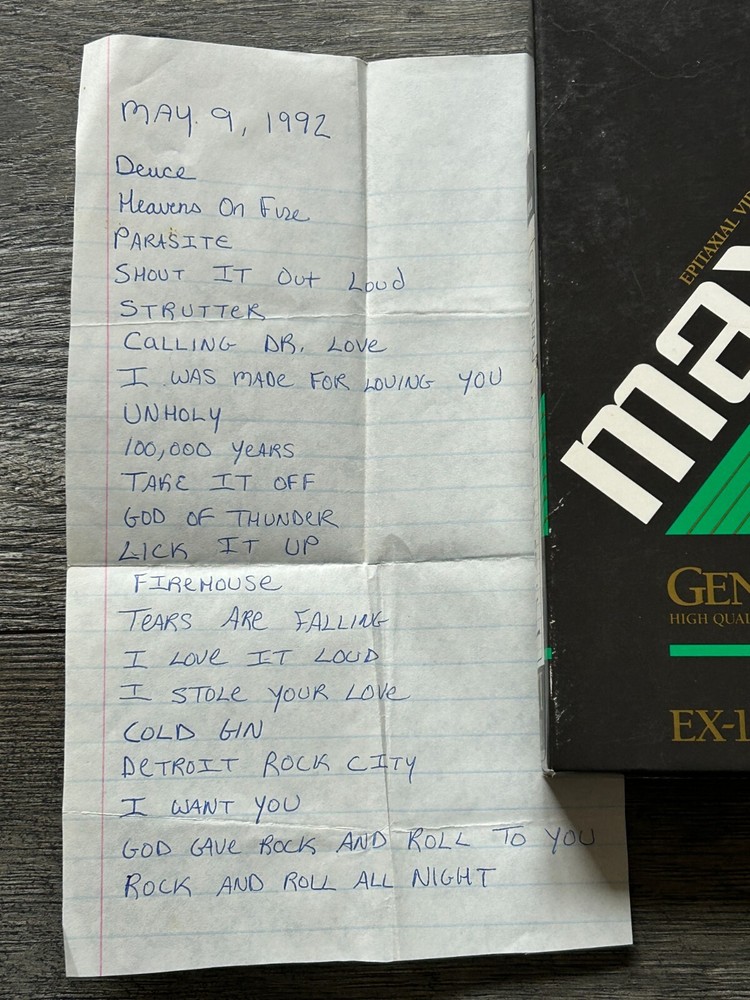 MAY. 9, 1992
Deuce
Heavens On Fire
PARASITE
SHOUT IT Out Loud
STRUTTER
CALLING DR. LOVE
I WAS MADE FOR LOVING YOU
UNHOLY
100,000 YEARS
TAKE IT OFF
GOD OF THUNDER
LICK IT UP
FIREHOUSE
TEARS ARE FALLING
I LOVE IT LOUD
I STOLE YOUR LOVE
COLD GIN
DETROIT ROCK CITY
I WANT YOU
GOD GAVE ROCK AND ROLL TO YOU
ROCK AND ROLL ALL NIGHT
EPITAXIAL
max
GEN
HIGH QUAL
EX-1